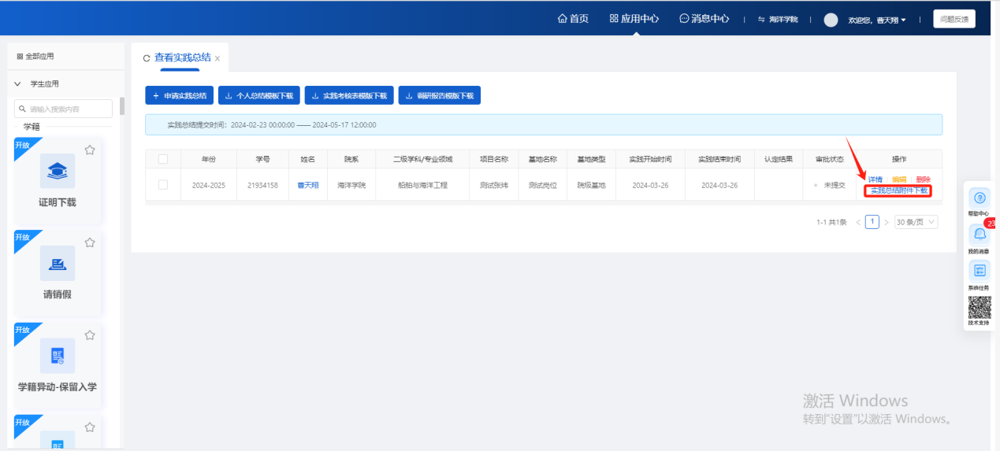 首页 应用中心 消息中心 海洋学院 欢迎您，曹天翔 问题反馈
全部应用
学生应用
请输入搜索内容
学籍
开放
证明下载
开放
请销假
开放
学籍异动-保留入学
开放
查看实践总结
申请实践总结 个人总结模版下载 实践考核表模版下载 调研报告模版下载
实践总结提交时间：2024-02-23 00:00:00 —— 2024-05-17 12:00:00
年份 学号 姓名 院系 二级学科/专业领域 项目名称 基地名称 基地类型 实践开始时间 实践结束时间 认定结果 审批状态 操作
2024-2025 21934158 曹天翔 海洋学院 船舶与海洋工程 测试张炜 测试岗位 院级基地 2024-03-26 2024-03-26 未提交 详情 编辑 删除
实践总结附件下载
1-1 共1条 < 1 > 30 条/页
帮助中心
23
我的消息
系统任务
技术支持
激活 Windows
转到"设置"以激活 Windows。